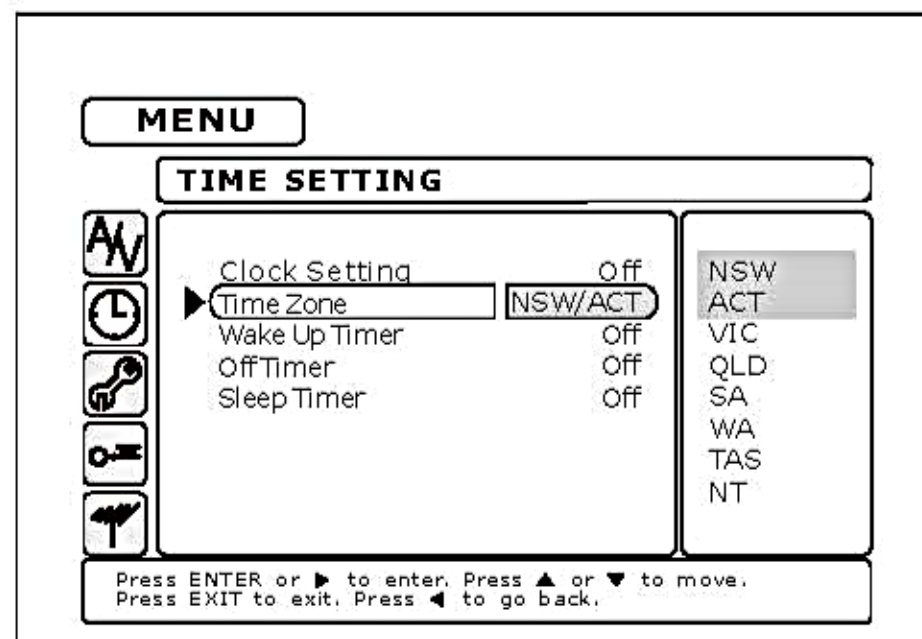 MENU
TIME SETTING
Clock Setting Off
Time Zone NSW/ACT
Wake Up Timer Off
Off Timer Off
Sleep Timer Off
NSW
ACT
VIC
QLD
SA
WA
TAS
NT
Press ENTER or ▶ to enter. Press ▲ or ▼ to move.
Press EXIT to exit. Press ◀ to go back.